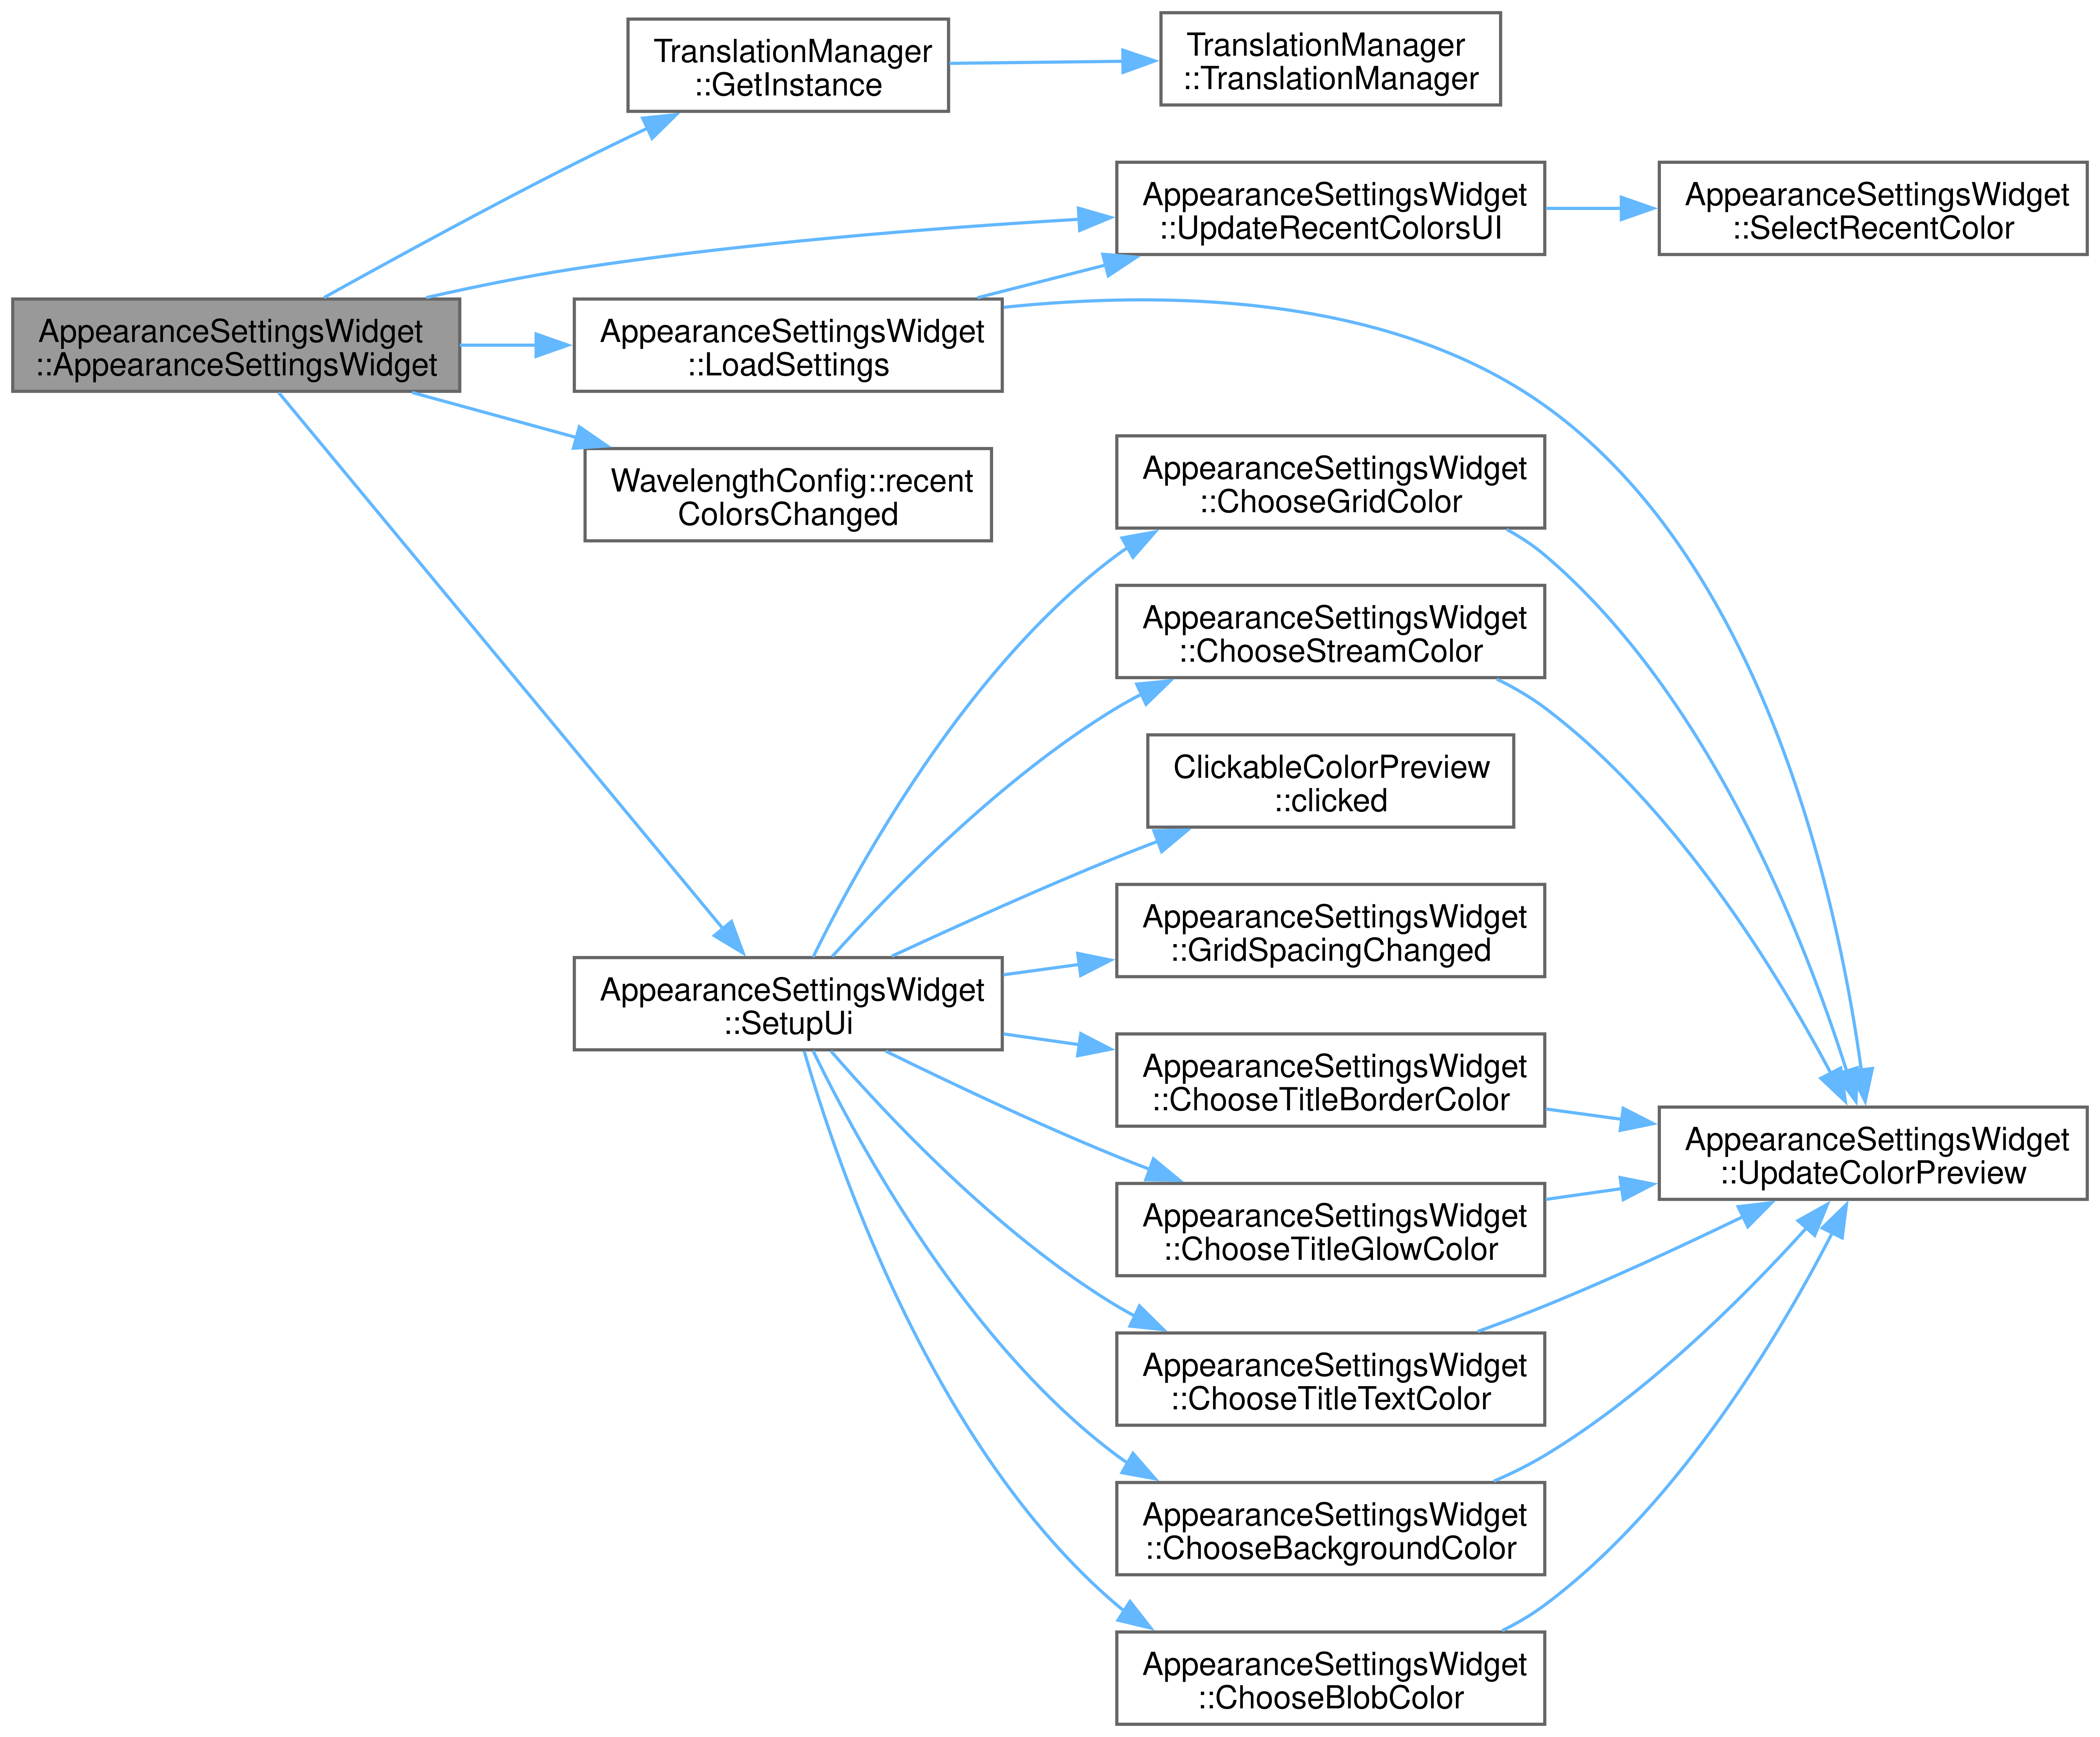 TranslationManager
::GetInstance
TranslationManager
::TranslationManager
AppearanceSettingsWidget
::UpdateRecentColorsUI
AppearanceSettingsWidget
::SelectRecentColor
AppearanceSettingsWidget
::AppearanceSettingsWidget
AppearanceSettingsWidget
::LoadSettings
WavelengthConfig::recent
ColorsChanged
AppearanceSettingsWidget
::ChooseGridColor
AppearanceSettingsWidget
::ChooseStreamColor
ClickableColorPreview
::clicked
AppearanceSettingsWidget
::GridSpacingChanged
AppearanceSettingsWidget
::SetupUi
AppearanceSettingsWidget
::ChooseTitleBorderColor
AppearanceSettingsWidget
::UpdateColorPreview
AppearanceSettingsWidget
::ChooseTitleGlowColor
AppearanceSettingsWidget
::ChooseTitleTextColor
AppearanceSettingsWidget
::ChooseBackgroundColor
AppearanceSettingsWidget
::ChooseBlobColor